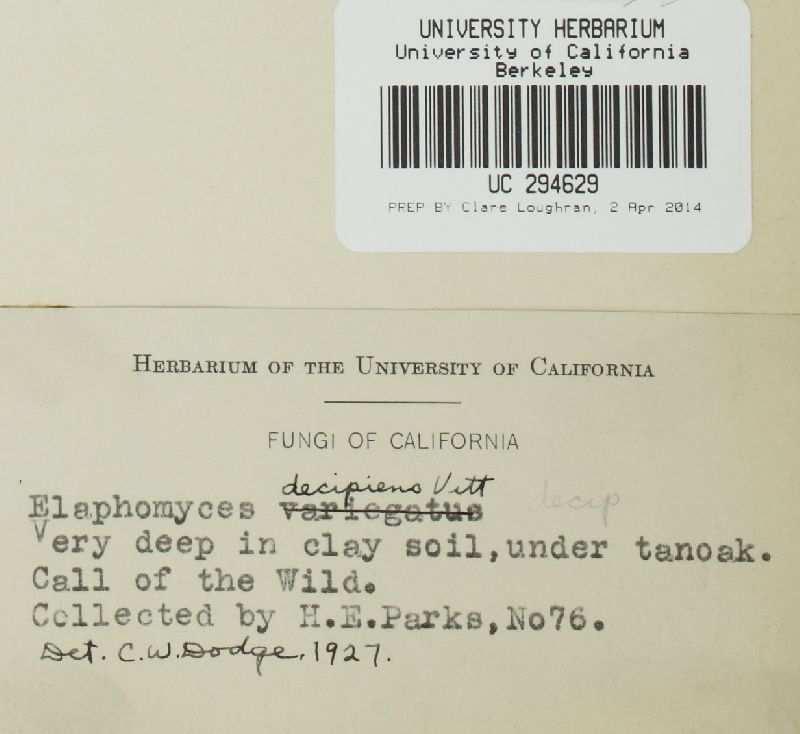 UNIVERSITY HERBARIUM
University of California
Berkeley
UC 294629
PREP BY Clare Loughran, 2 Apr 2014
HERBARIUM OF THE UNIVERSITY OF CALIFORNIA
FUNGI OF CALIFORNIA
decipiens Vitt
Elaphomyces variegatus decip
Very deep in clay soil,under tanoak.
Call of the Wild.
Collected by H.E.Parks,No76.
Det. C.W.Dodge, 1927.